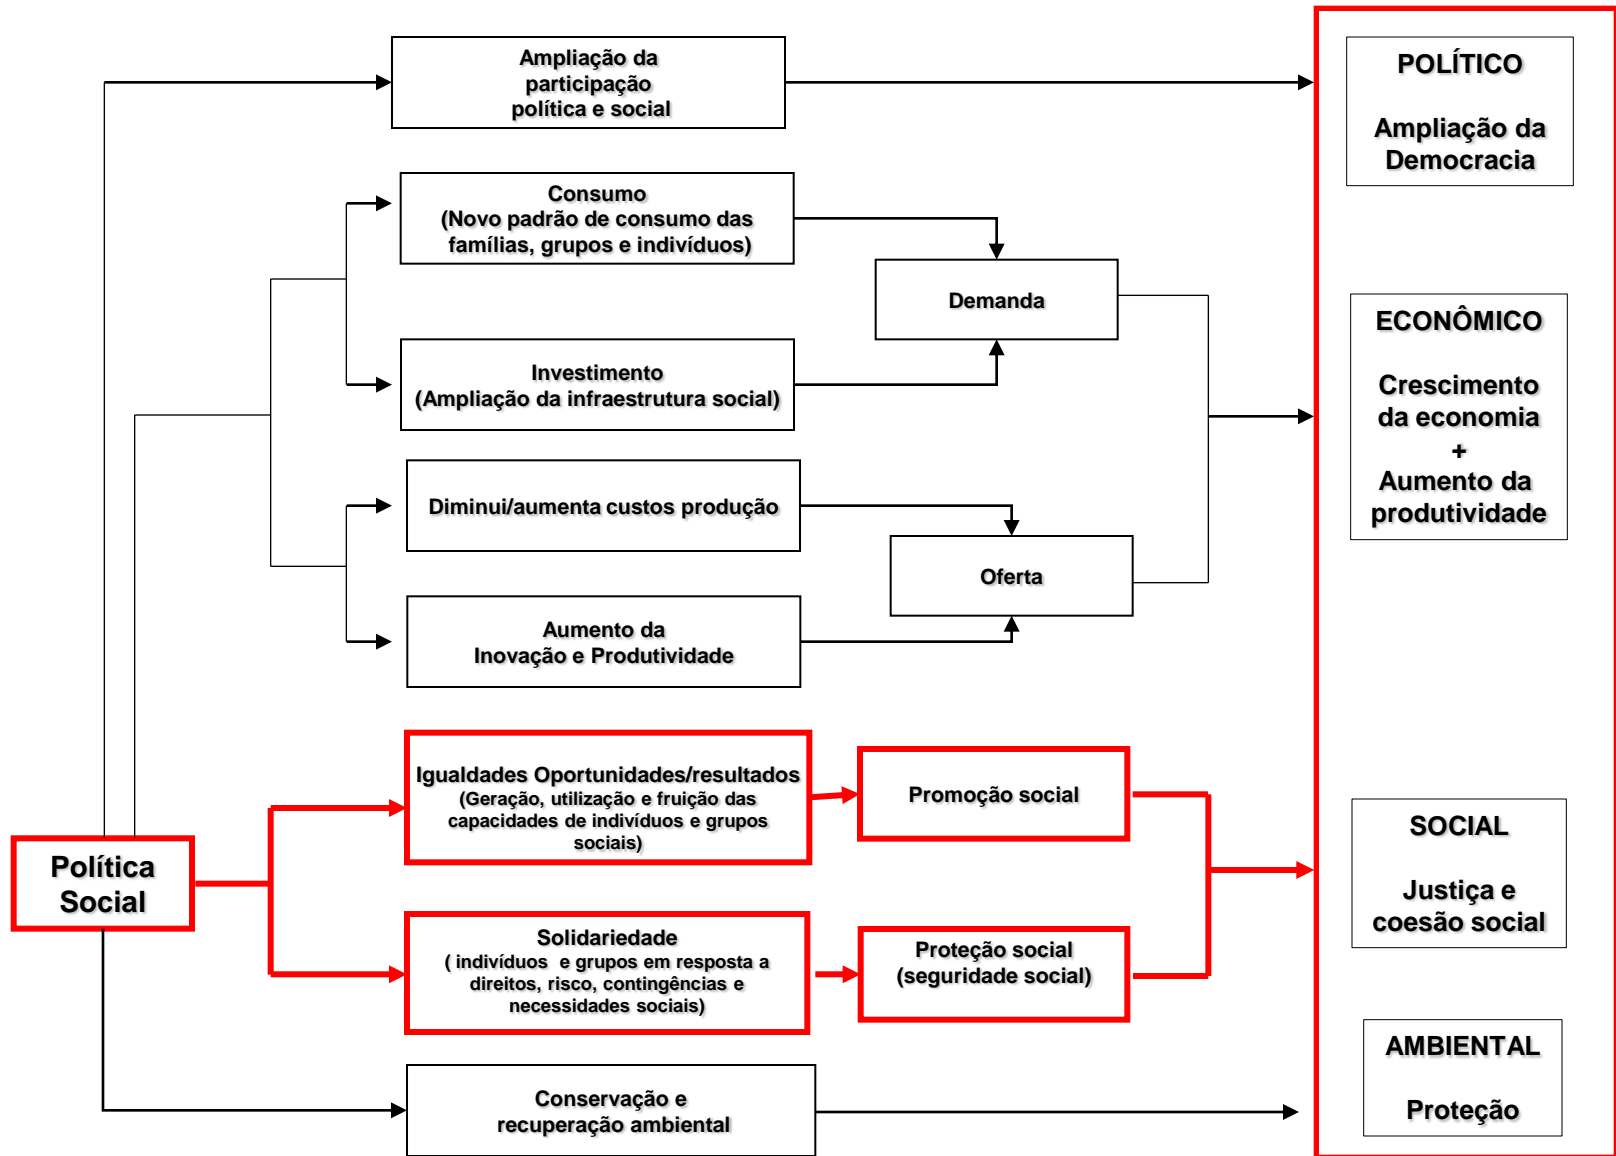 Ampliação da
participação
política e social
POLÍTICO
Ampliação da
Democracia
Consumo
(Novo padrão de consumo das
famílias, grupos e indivíduos)
Demanda
Investimento
(Ampliação da infraestrutura social)
ECONÔMICO
Crescimento
da economia
+
Aumento da
produtividade
Diminui/aumenta custos produção
Oferta
Aumento da
Inovação e Produtividade
Igualdades Oportunidades/resultados
(Geração, utilização e fruição das
capacidades de indivíduos e grupos
sociais)
Promoção social
Política
Social
SOCIAL
Justiça e
coesão social
Solidariedade
( indivíduos e grupos em resposta a
direitos, risco, contingências e
necessidades sociais)
Proteção social
(seguridade social)
Conservação e
recuperação ambiental
AMBIENTAL
Proteção